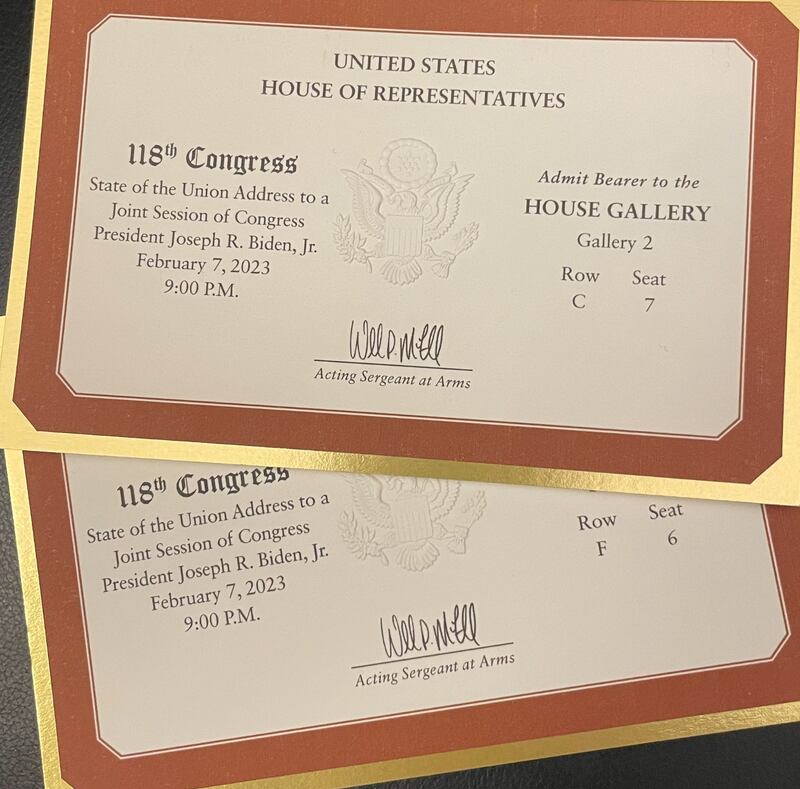 UNITED STATES
HOUSE OF REPRESENTATIVES
118th Congress
State of the Union Address to a
Joint Session of Congress
President Joseph R. Biden, Jr.
February 7, 2023
9:00 P.M.
Admit Bearer to the
HOUSE GALLERY
Gallery 2
Row Seat
C 7
Acting Sergeant at Arms
118th Congress
State of the Union Address to a
Joint Session of Congress
President Joseph R. Biden, Jr.
February 7, 2023
9:00 P.M.
Row Seat
F 6
Acting Sergeant at Arms